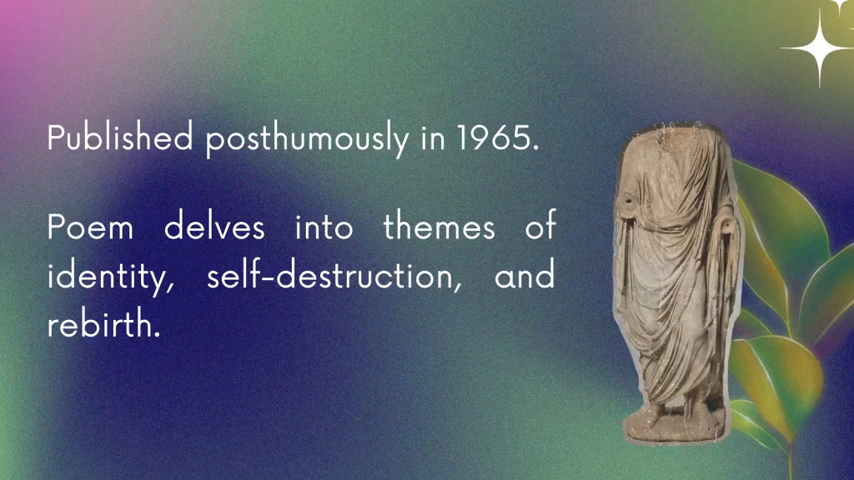 Published posthumously in 1965.
Poem delves into themes of
identity, self-destruction, and
rebirth.